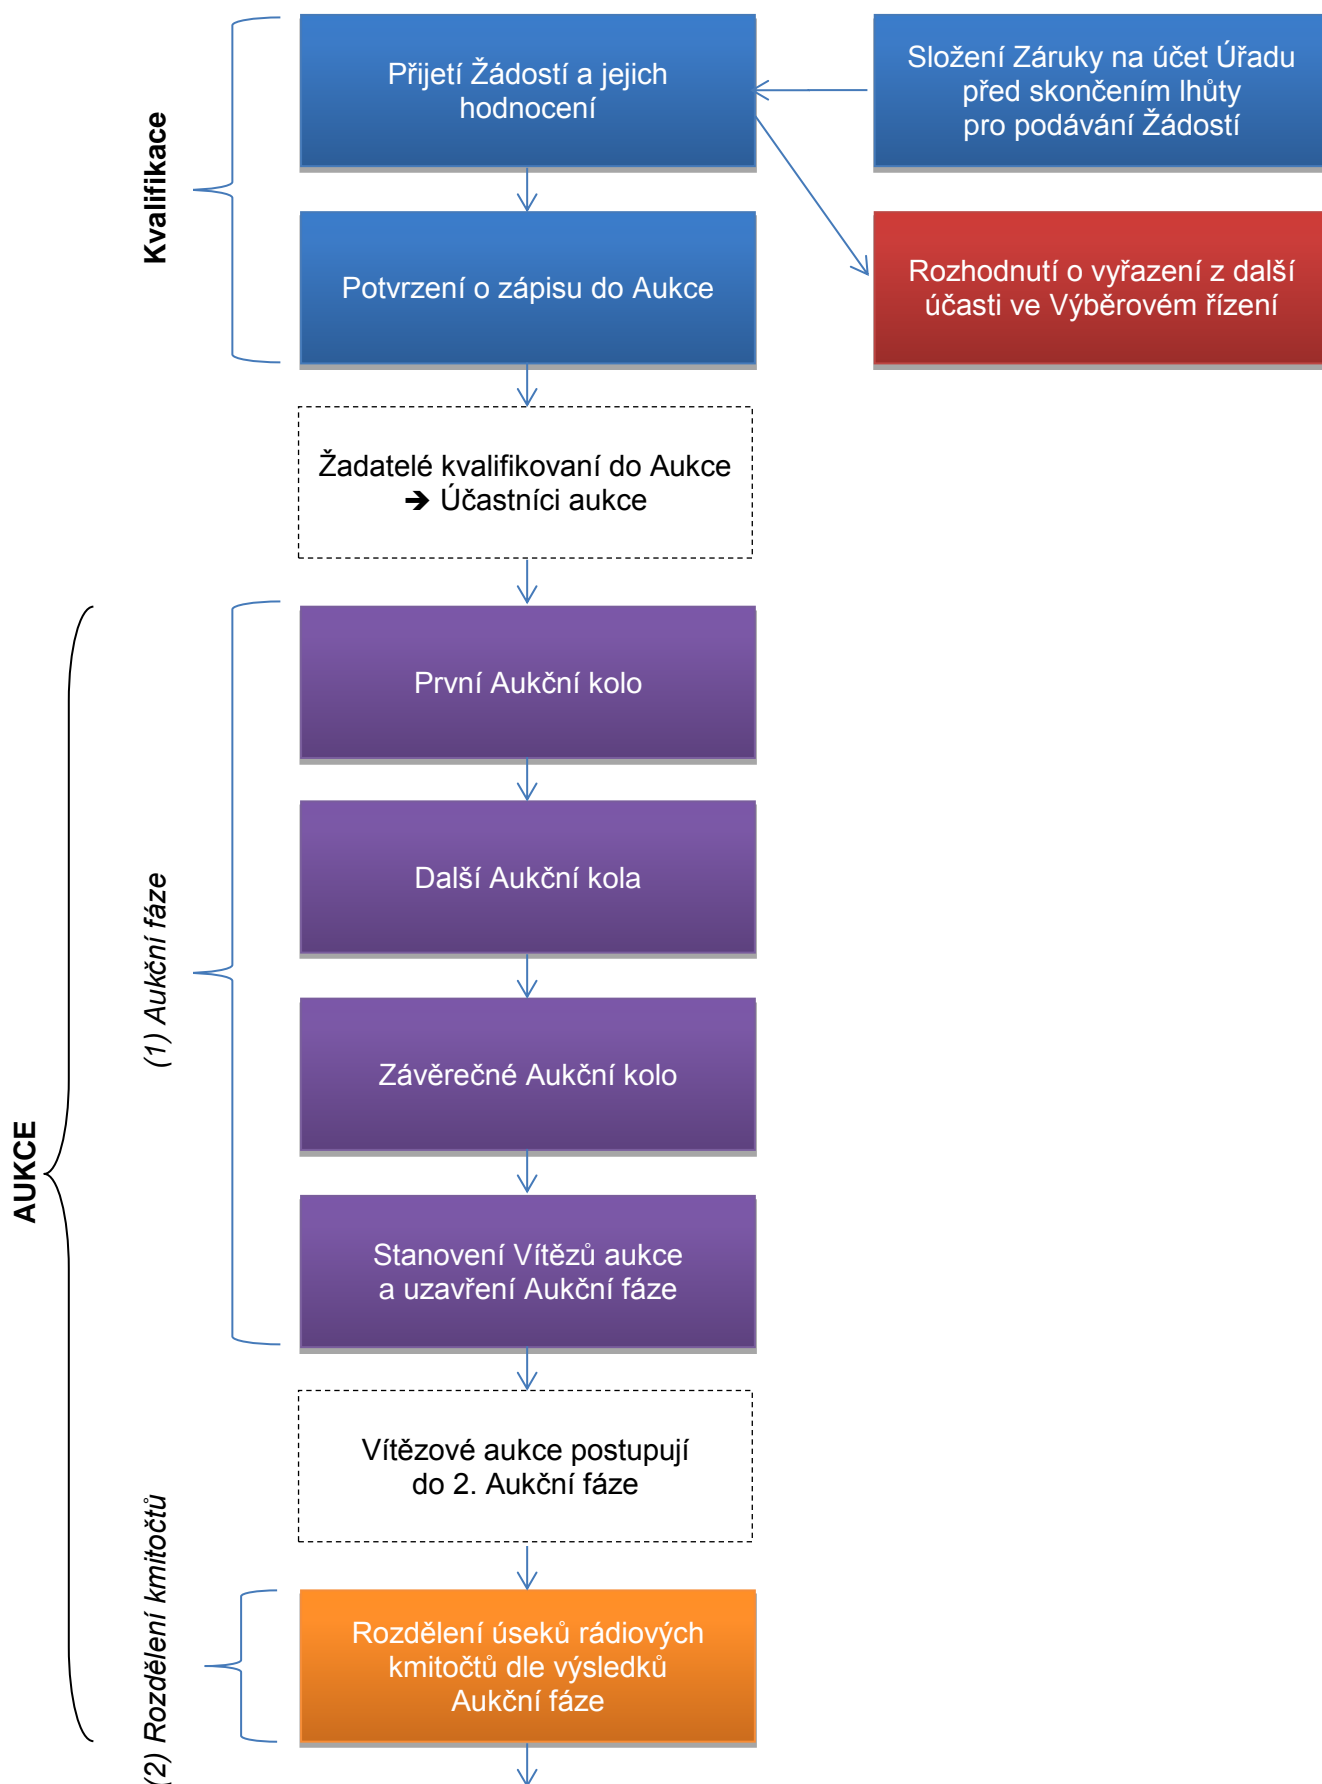 Přijetí Žádostí a jejich
hodnocení
Složení Záruky na účet Úřadu
před skončením lhůty
pro podávání Žádostí
Kvalifikace
Potvrzení o zápisu do Aukce
Rozhodnutí o vyřazení z další
účasti ve Výběrovém řízení
Žadatelé kvalifikovaní do Aukce
➔ Účastníci aukce
AUKCE
(1) Aukční fáze
První Aukční kolo
Další Aukční kola
Závěrečné Aukční kolo
Stanovení Vítězů aukce
a uzavření Aukční fáze
Vítězové aukce postupují
do 2. Aukční fáze
(2) Rozdělení kmitočtů
Rozdělení úseků rádiových
kmitočtů dle výsledků
Aukční fáze